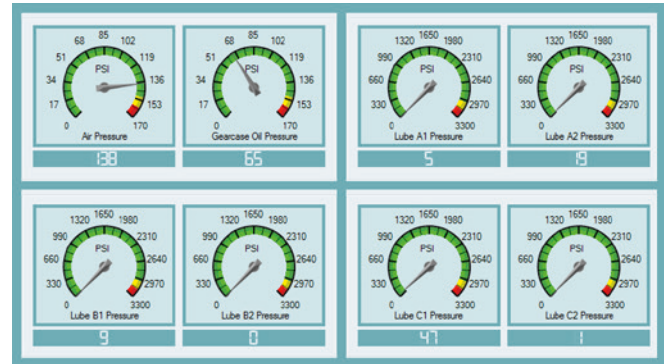 68 85 102
51 119
PSI
34 136
17 153
0 170
Air Pressure
138
68 85 102
51 119
PSI
34 136
17 153
0 170
Gearcase Oil Pressure
65
1320 1650 1980
990 2310
PSI
660 2640
330 2970
0 3300
Lube A1 Pressure
5
1320 1650 1980
990 2310
PSI
660 2640
330 2970
0 3300
Lube A2 Pressure
19
1320 1650 1980
990 2310
PSI
660 2640
330 2970
0 3300
Lube B1 Pressure
9
1320 1650 1980
990 2310
PSI
660 2640
330 2970
0 3300
Lube B2 Pressure
0
1320 1650 1980
990 2310
PSI
660 2640
330 2970
0 3300
Lube C1 Pressure
47
1320 1650 1980
990 2310
PSI
660 2640
330 2970
0 3300
Lube C2 Pressure
1